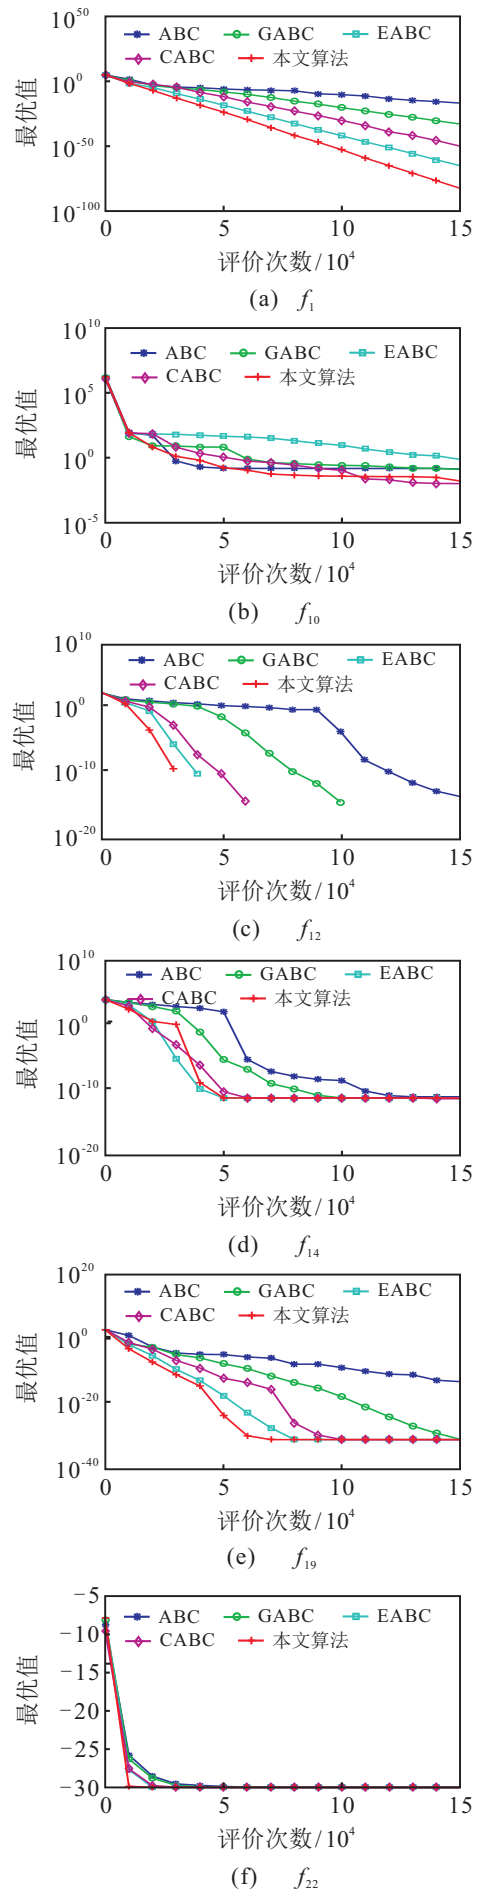 10^50
ABC GABC EABC
CABC 本文算法
10^0
最优值
10^-50
10^-100
0 5 10 15
评价次数/10^4
(a) f_1
10^10
ABC GABC EABC
CABC 本文算法
10^5
最优值
10^0
10^-5
0 5 10 15
评价次数/10^4
(b) f_10
10^10
ABC GABC EABC
CABC 本文算法
10^0
最优值
10^-10
10^-20
0 5 10 15
评价次数/10^4
(c) f_12
10^10
ABC GABC EABC
CABC 本文算法
10^0
最优值
10^-10
10^-20
0 5 10 15
评价次数/10^4
(d) f_14
10^20
ABC GABC EABC
CABC 本文算法
10^0
最优值
10^-20
10^-40
0 5 10 15
评价次数/10^4
(e) f_19
-5
ABC GABC EABC
-10
CABC 本文算法
-15
最优值
-20
-25
-30
0 5 10 15
评价次数/10^4
(f) f_22